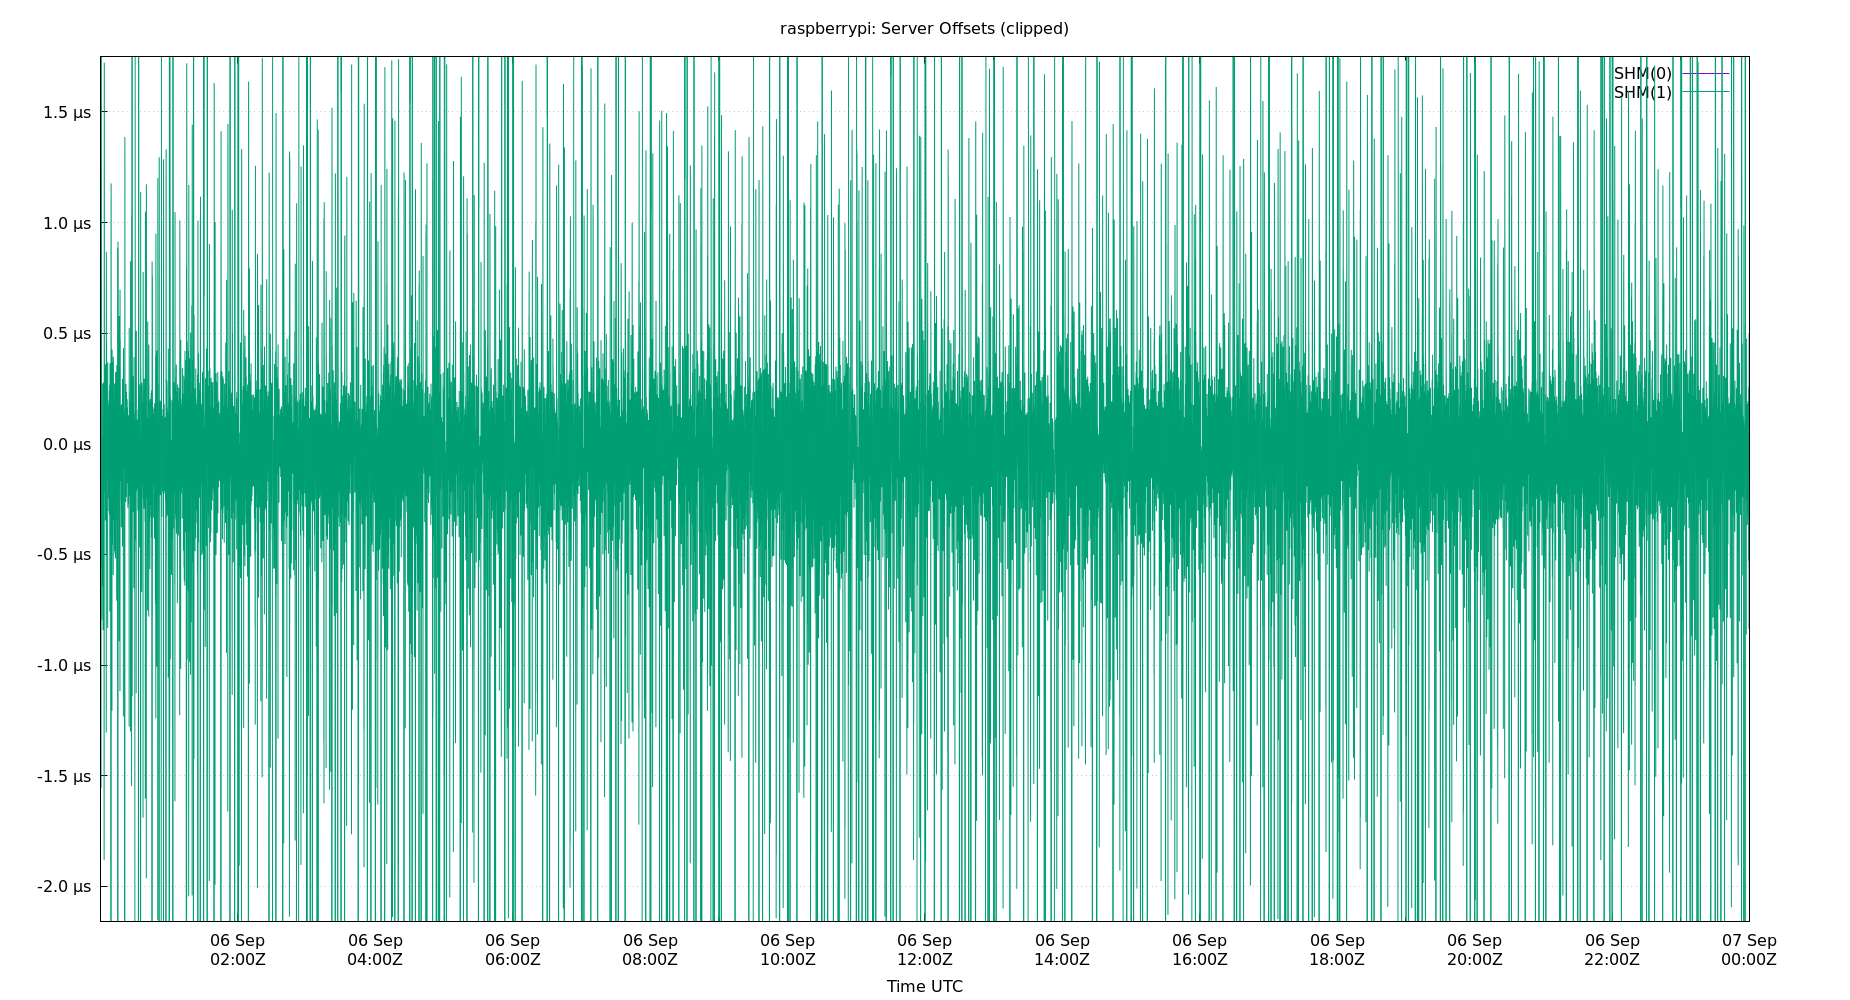 raspberrypi: Server Offsets (clipped)
SHM(0)
SHM(1)
1.5 µs
1.0 µs
0.5 µs
0.0 µs
-0.5 µs
-1.0 µs
-1.5 µs
-2.0 µs
06 Sep 06 Sep 06 Sep 06 Sep 06 Sep 06 Sep 06 Sep 06 Sep 06 Sep 06 Sep 06 Sep 07 Sep
02:00Z 04:00Z 06:00Z 08:00Z 10:00Z 12:00Z 14:00Z 16:00Z 18:00Z 20:00Z 22:00Z 00:00Z
Time UTC